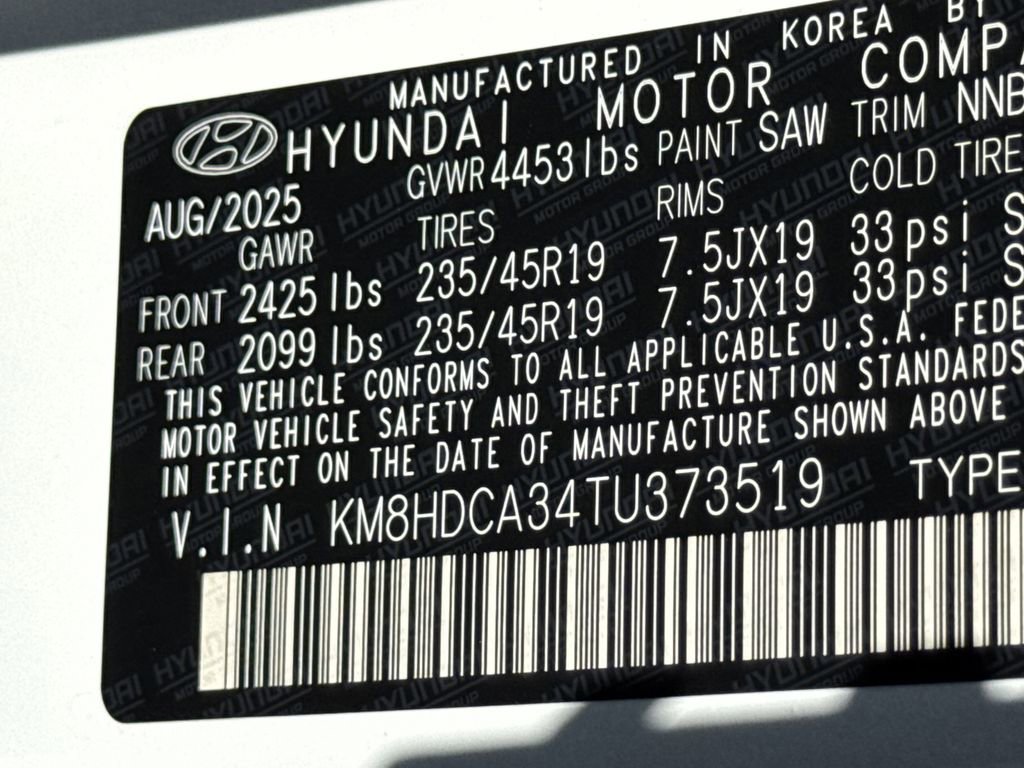 MANUFACTURED IN KOREA BY
HYUNDAI MOTOR COMPA
AUG/2025 GVWR 4453 lbs PAINT SAW TRIM NNB
GAWR TIRES RIMS COLD TIRE
FRONT 2425 lbs 235/45R19 7.5JX19 33psi S
REAR 2099 lbs 235/45R19 7.5JX19 33psi S
THIS VEHICLE CONFORMS TO ALL APPLICABLE U.S.A. FEDE
MOTOR VEHICLE SAFETY AND THEFT PREVENTION STANDARDS
IN EFFECT ON THE DATE OF MANUFACTURE SHOWN ABOVE
V.I.N KM8HDCA34TU373519 TYPE